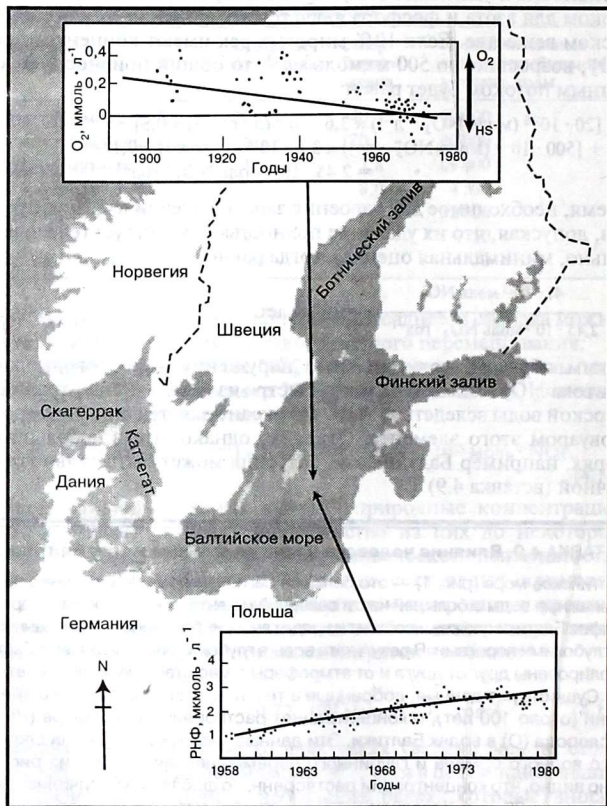 0,4
0,2
0
O₂, ммоль · л⁻¹
1900 1920 1940 1960 1980
Годы
O₂
HS⁻
Норвегия
Швеция
Ботнический залив
Финский залив
Скагеррак
Каттегат
Дания
Балтийское море
Германия
Польша
N
РНФ, мкмоль · л⁻¹
4
3
2
1
1958 1963 1968 1973 1980
Годы